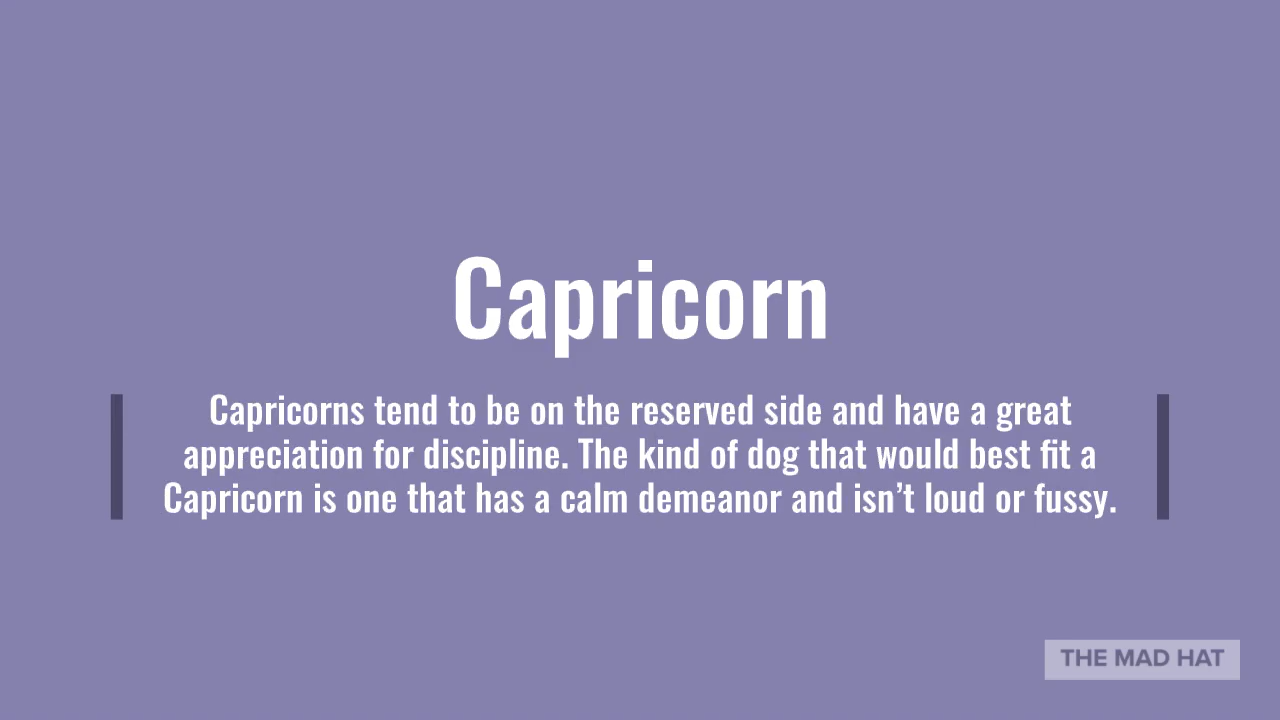 Capricorn
Capricorns tend to be on the reserved side and have a great
appreciation for discipline. The kind of dog that would best fit a
Capricorn is one that has a calm demeanor and isn’t loud or fussy.
THE MAD HAT